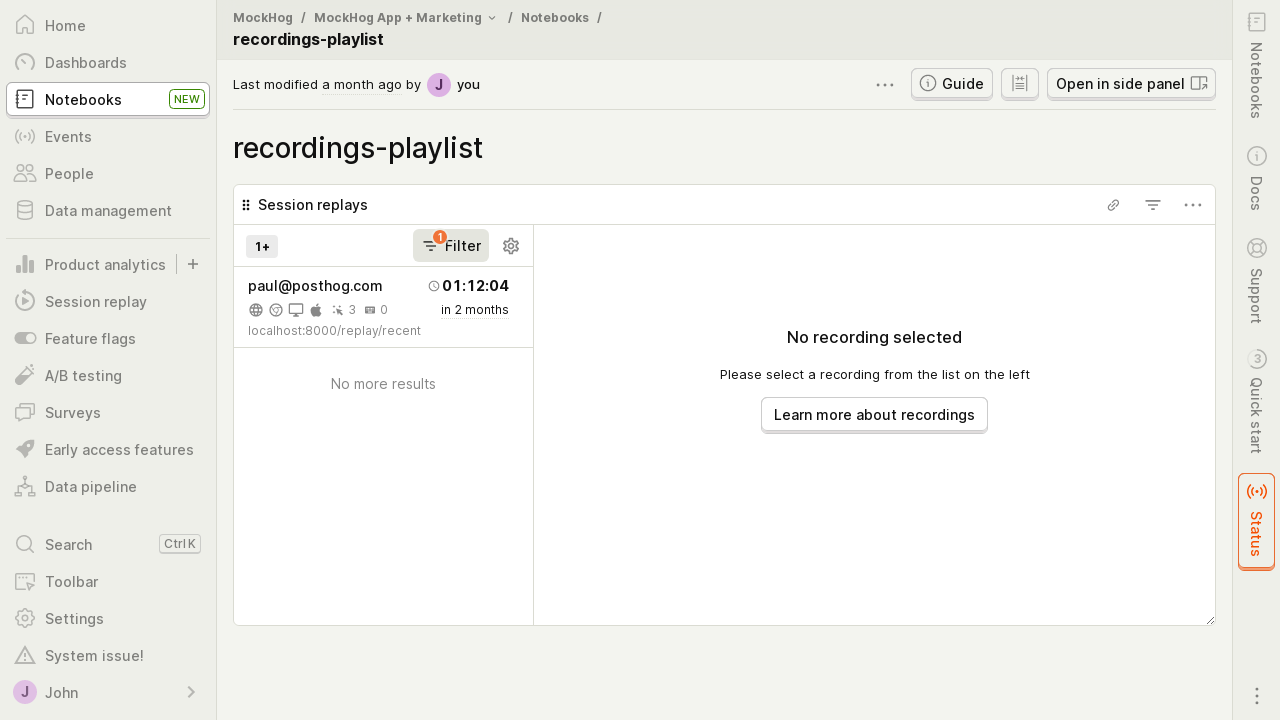 Home
Dashboards
Notebooks NEW
Events
People
Data management
Product analytics
Session replay
Feature flags
A/B testing
Surveys
Early access features
Data pipeline
Search Ctrl K
Toolbar
Settings
System issue!
J John
MockHog / MockHog App + Marketing / Notebooks /
recordings-playlist
Last modified a month ago by J you
Guide
Open in side panel
recordings-playlist
Session replays
1+
1 Filter
paul@posthog.com 01:12:04
3 0 in 2 months
localhost:8000/replay/recent
No more results
No recording selected
Please select a recording from the list on the left
Learn more about recordings
Notebooks
Docs
Support
3 Quick start
Status